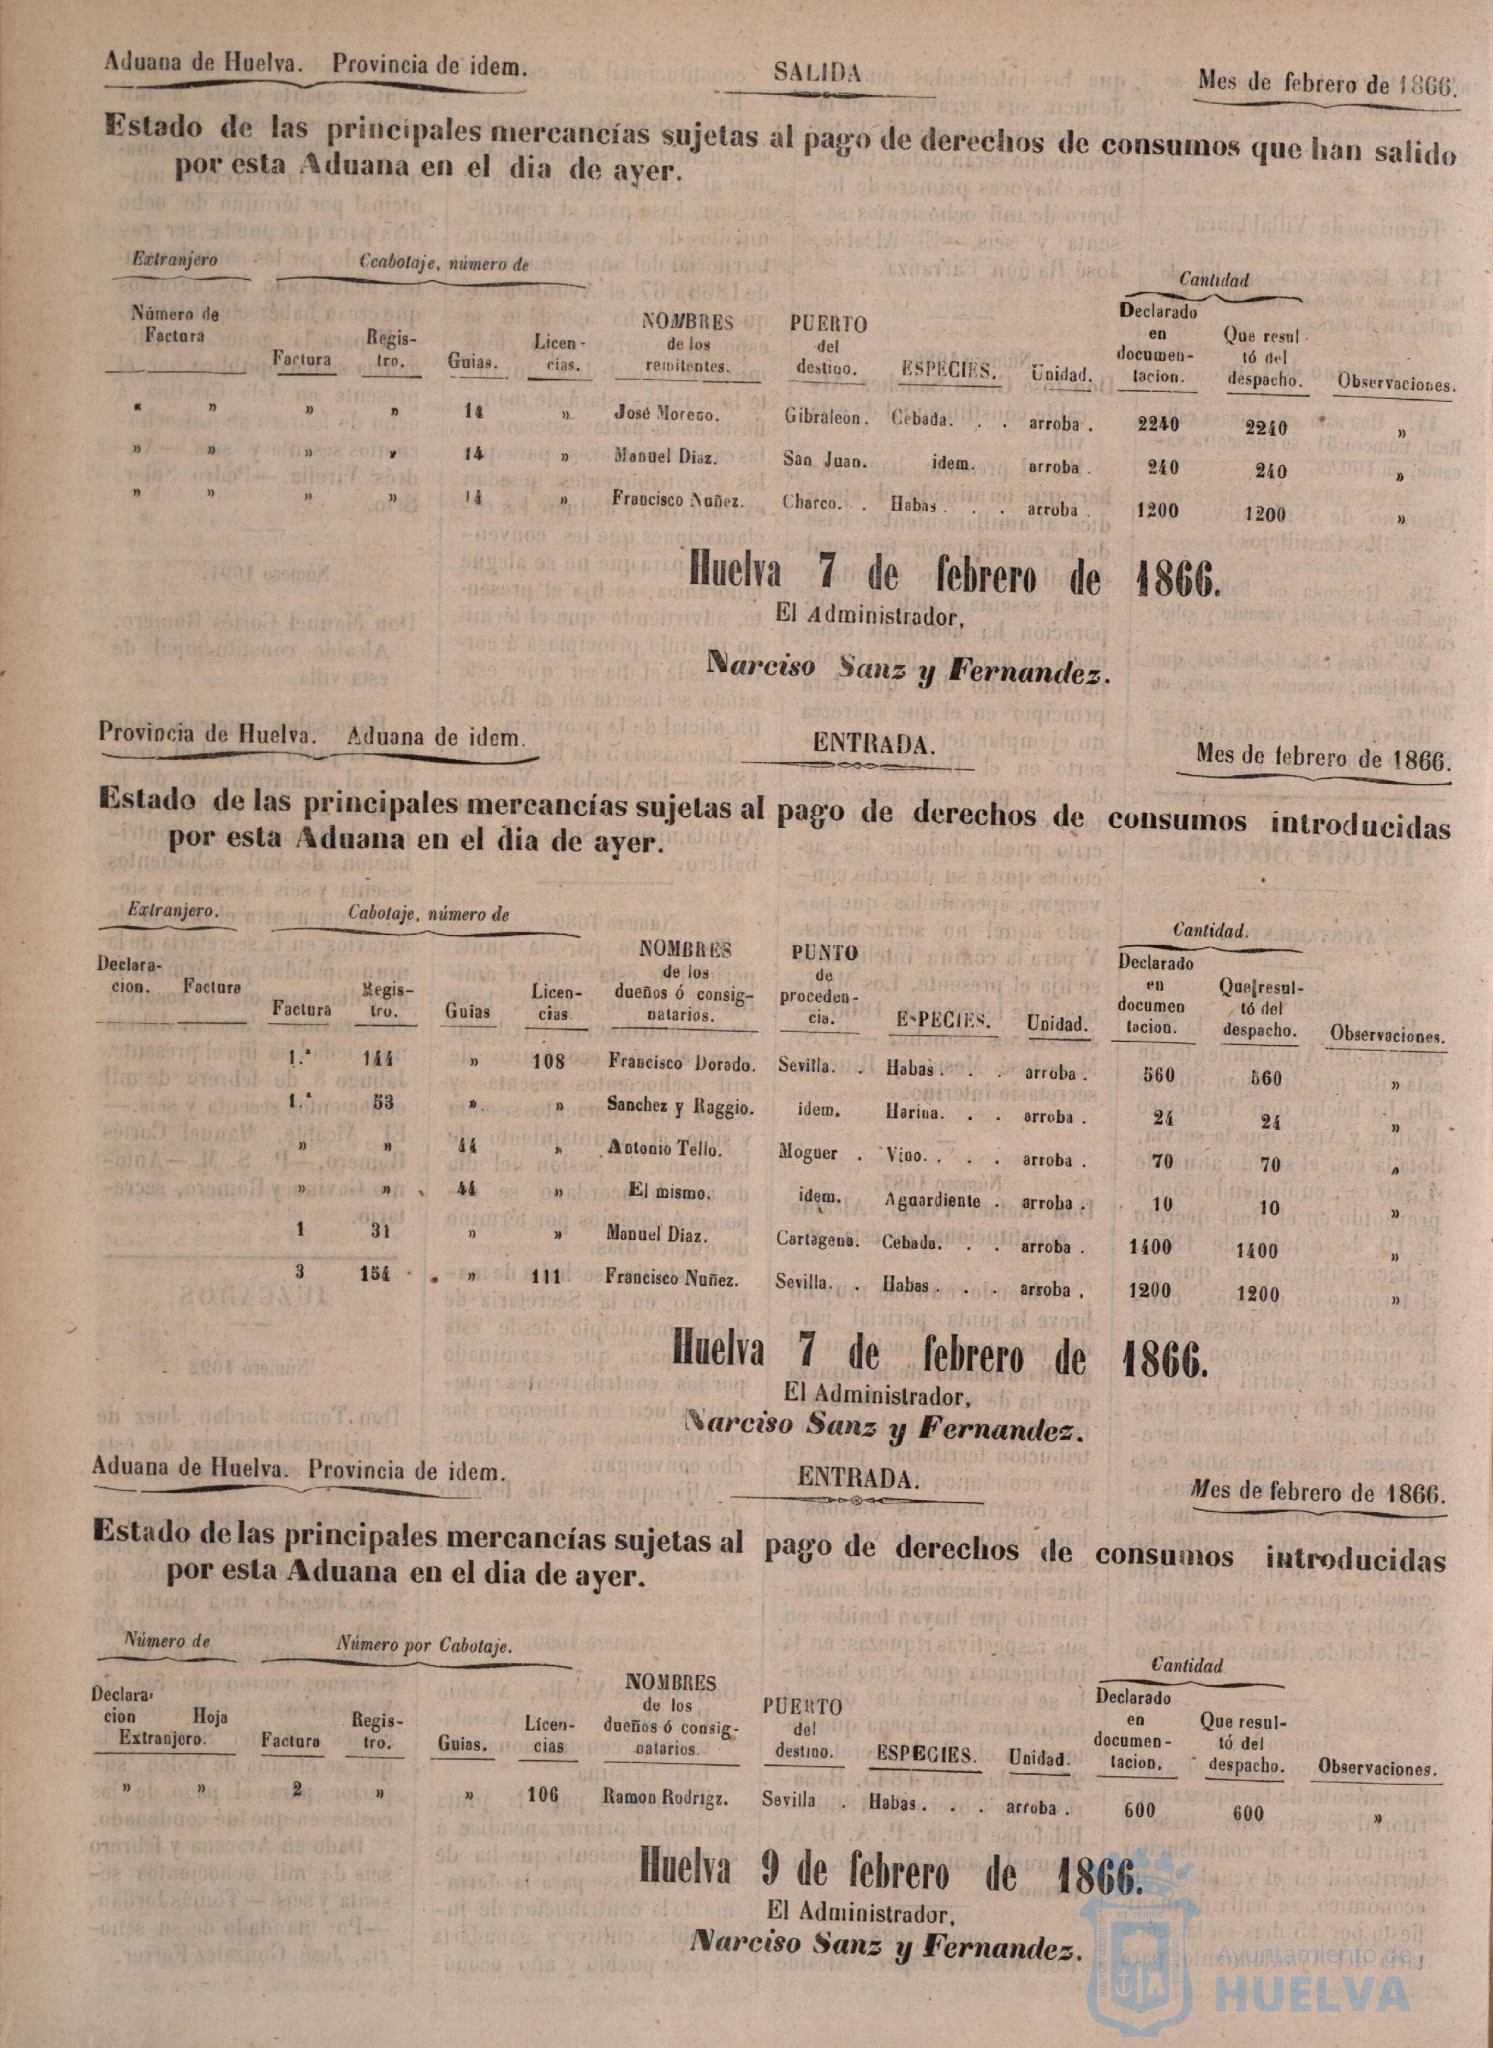 Aduana de Huelva. Provincia de idem. SALIDA Mes de febrero de 1866.
Estado de las principales mercancías sujetas al pago de derechos de consumos que han salido
por esta Aduana en el dia de ayer.
Extranjero Ccabotaje, número de Cantidad
Número de Factura Factura Regis-tro. Guias. Licen-cias. NOMBRES de los remitentes. PUERTO del destino. ESPECIES. Unidad. Declarado en documen-tacion. Que resul-tó del despacho. Observaciones.
" " " " 14 " José Moreno. Gibraleon. Cebada. . . arroba . 2240 2240 "
" " " " 14 " Manuel Diaz. San Juan. idem. arroba . 240 240 "
" " " " 14 " Francisco Nuñez. Charco. . Habas . . . arroba . 1200 1200 "
Huelva 7 de febrero de 1866.
El Administrador,
Narciso Sanz y Fernandez.
Provincia de Huelva. Aduana de idem. ENTRADA. Mes de febrero de 1866.
Estado de las principales mercancías sujetas al pago de derechos de consumos introducidas
por esta Aduana en el dia de ayer.
Extranjero. Cabotaje, número de Cantidad.
Declara-cion. Factura Factura Regis-tro. Guias Licen-cias NOMBRES de los dueños ó consig-natarios. PUNTO de proceden-cia. ESPECIES. Unidad. Declarado en documen tacion. Que resul-tó del despacho. Observaciones.
1.ª 144 " 108 Francisco Dorado. Sevilla. . Habas . . . arroba . 560 560 "
1.ª 53 " " Sanchez y Raggio. idem. Harina. . . arroba . 24 24 "
" " 44 " Antonio Tello. Moguer . Vino. . . . arroba . 70 70 "
" " 44 " El mismo. idem. Aguardiente . arroba . 10 10 "
1 31 " " Manuel Diaz. Cartagena. Cebada. . . arroba . 1400 1400 "
3 154 " 111 Francisco Nuñez. Sevilla. . Habas . . . arroba . 1200 1200 "
Huelva 7 de febrero de 1866.
El Administrador,
Narciso Sanz y Fernandez.
Aduana de Huelva. Provincia de idem. ENTRADA. Mes de febrero de 1866.
Estado de las principales mercancías sujetas al pago de derechos de consumos introducidas
por esta Aduana en el dia de ayer.
Número de Número por Cabotaje. Cantidad
Declara-cion Hoja Extranjero. Factura Regis-tro. Guias. Licen-cias NOMBRES de los dueños ó consig-natarios. PUERTO del destino. ESPECIES. Unidad. Declarado en documen-tacion. Que resul-tó del despacho. Observaciones.
" " 2 " " 106 Ramon Rodrigz. Sevilla . Habas. . . arroba . 600 600 "
Huelva 9 de febrero de 1866.
El Administrador,
Narciso Sanz y Fernandez.
Ayuntamiento de
HUELVA